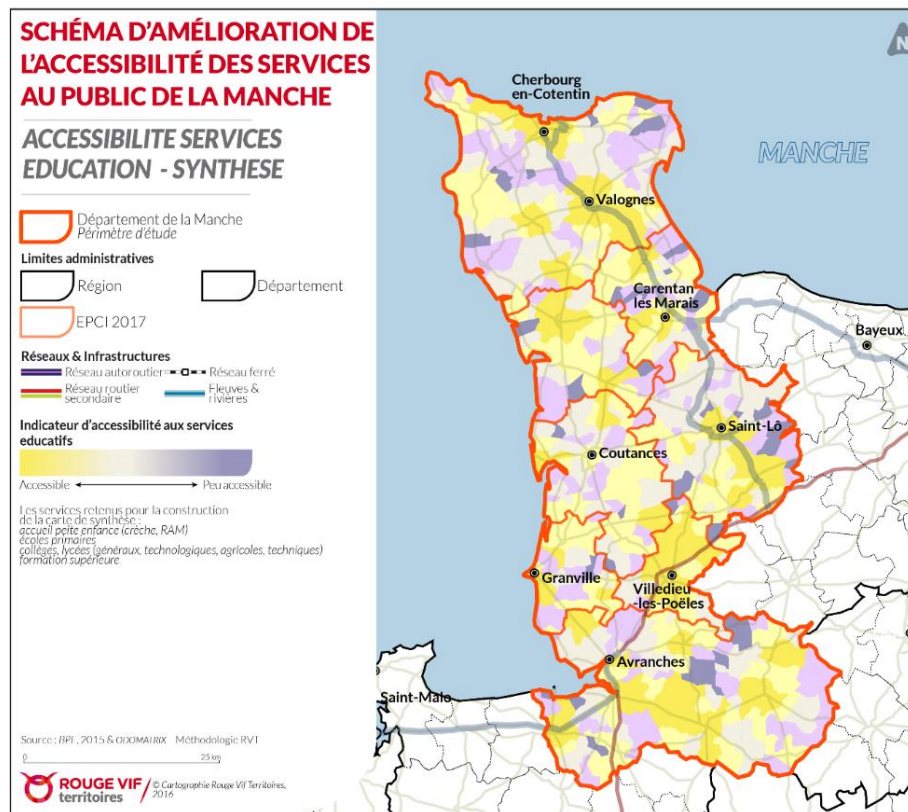 SCHÉMA D'AMÉLIORATION DE
L'ACCESSIBILITÉ DES SERVICES
AU PUBLIC DE LA MANCHE
ACCESSIBILITE SERVICES
EDUCATION - SYNTHESE
Département de la Manche
Périmètre d'étude
Limites administratives
Région
Département
EPCI 2017
Réseaux & Infrastructures
Réseau autoroutier
Réseau ferré
Réseau routier
secondaire
Fleuves &
rivières
Indicateur d'accessibilité aux services
educatifs
Accessible
Peu accessible
Les services retenus pour la construction
de la carte de synthèse :
accueil peite enfance (crèche, RAM)
écoles primaires
collèges, lycées (généraux, technologiques, agricoles, techniques)
formation supérieure
Source : BPE, 2015 & ODOMATRIX Méthodologie RVT
0 25 km
ROUGE VIF
territoires
© Cartographie Rouge Vif Territoires,
2016
N
MANCHE
Cherbourg
en-Cotentin
Valognes
Carentan
les Marais
Bayeux
Saint-Lô
Coutances
Granville
Villedieu
-les-Poëles
Avranches
Saint-Malo